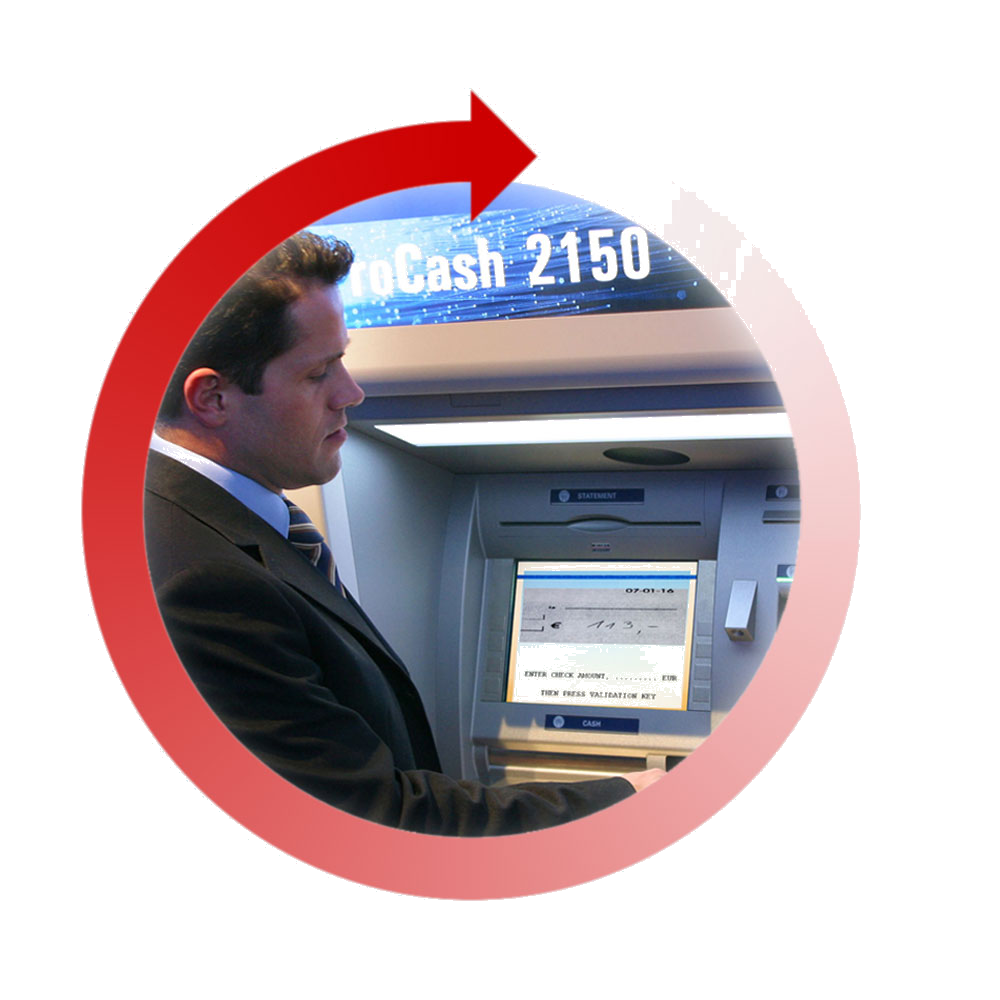 roCash 2150
STATEMENT
07-01-16
€ 113,-
ENTER CHECK AMOUNT, ......... EUR
THEN PRESS VALIDATION KEY
CASH